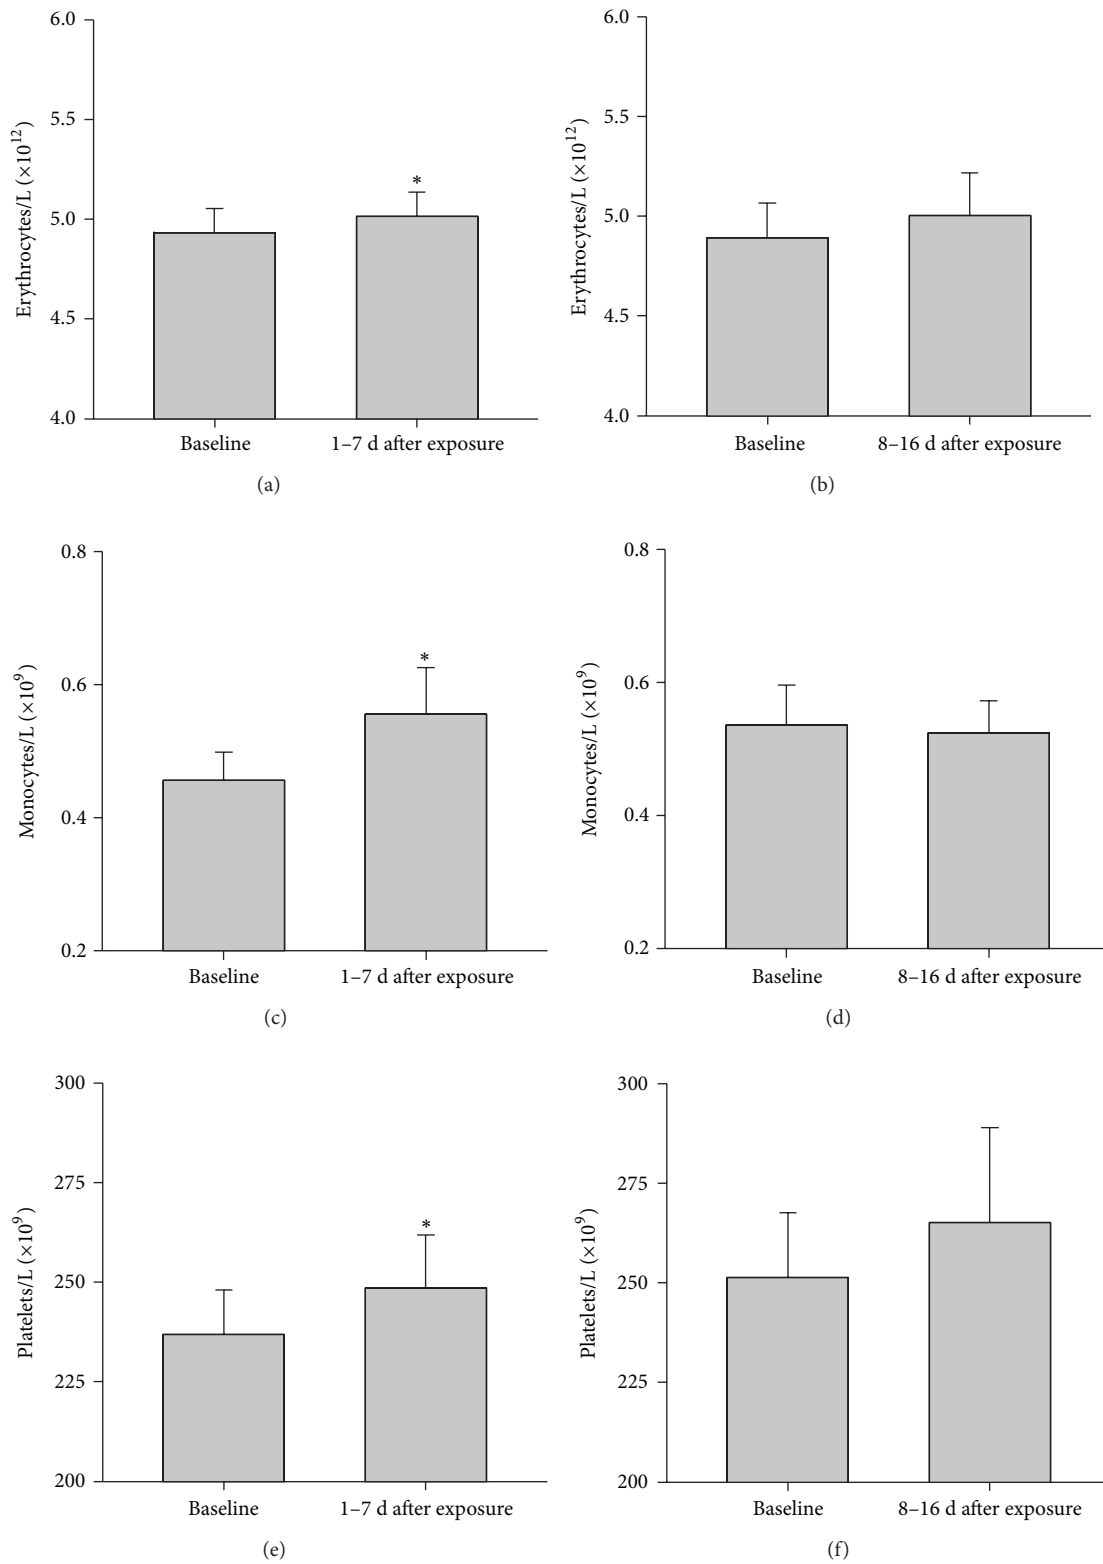 6.0
5.5
5.0
4.5
4.0
Erythrocytes/L (×10¹²)
*
Baseline
1–7 d after exposure
(a)
6.0
5.5
5.0
4.5
4.0
Erythrocytes/L (×10¹²)
Baseline
8–16 d after exposure
(b)
0.8
0.6
0.4
0.2
Monocytes/L (×10⁹)
*
Baseline
1–7 d after exposure
(c)
0.8
0.6
0.4
0.2
Monocytes/L (×10⁹)
Baseline
8–16 d after exposure
(d)
300
275
250
225
200
Platelets/L (×10⁹)
*
Baseline
1–7 d after exposure
(e)
300
275
250
225
200
Platelets/L (×10⁹)
Baseline
8–16 d after exposure
(f)